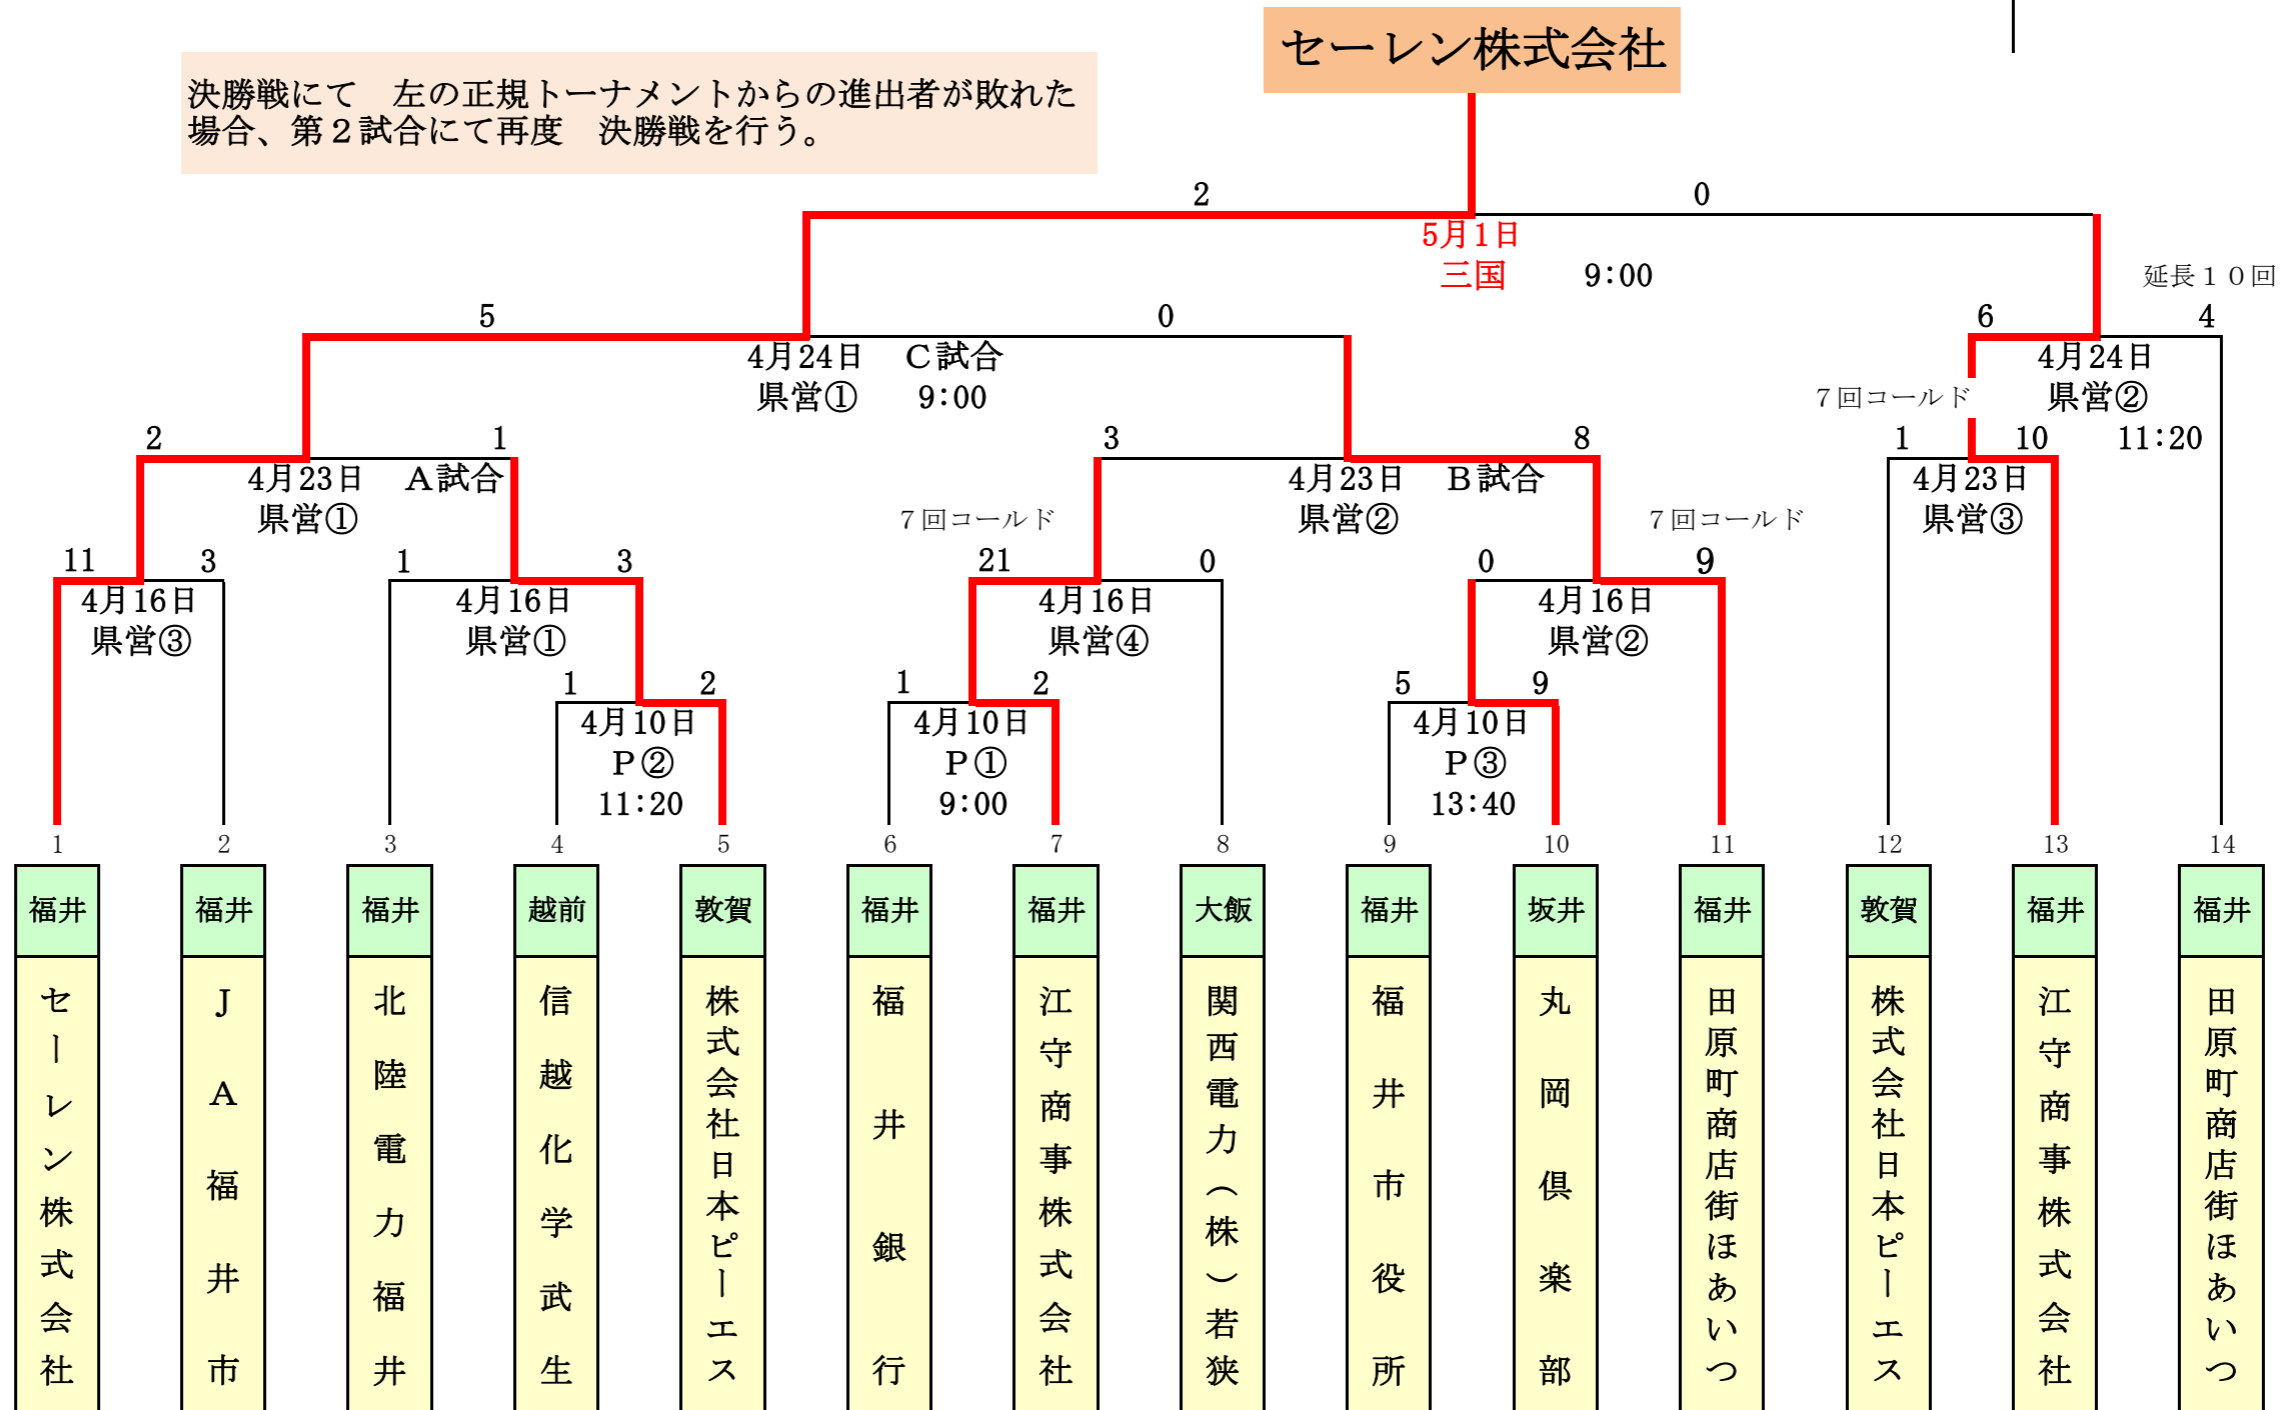 セーレン株式会社
決勝戦にて　左の正規トーナメントからの進出者が敗れた
場合、第２試合にて再度　決勝戦を行う。
2
0
5月1日
三国
9:00
延長１０回
5
0
6
4
4月24日
Ｃ試合
県営①
9:00
4月24日
県営②
11:20
７回コールド
2
1
3
8
1
10
4月23日
Ａ試合
県営①
4月23日
Ｂ試合
県営②
4月23日
県営③
７回コールド
７回コールド
11
3
1
3
21
0
0
9
4月16日
県営③
4月16日
県営①
4月16日
県営④
4月16日
県営②
1
2
1
2
5
9
4月10日
Ｐ②
11:20
4月10日
Ｐ①
9:00
4月10日
Ｐ③
13:40
1
2
3
4
5
6
7
8
9
10
11
12
13
14
福井
福井
福井
越前
敦賀
福井
福井
大飯
福井
坂井
福井
敦賀
福井
福井
セーレン株式会社
ＪＡ福井市
北陸電力福井
信越化学武生
株式会社日本ピーエス
福井銀行
江守商事株式会社
関西電力（株）若狭
福井市役所
丸岡倶楽部
田原町商店街ほあいつ
株式会社日本ピーエス
江守商事株式会社
田原町商店街ほあいつ